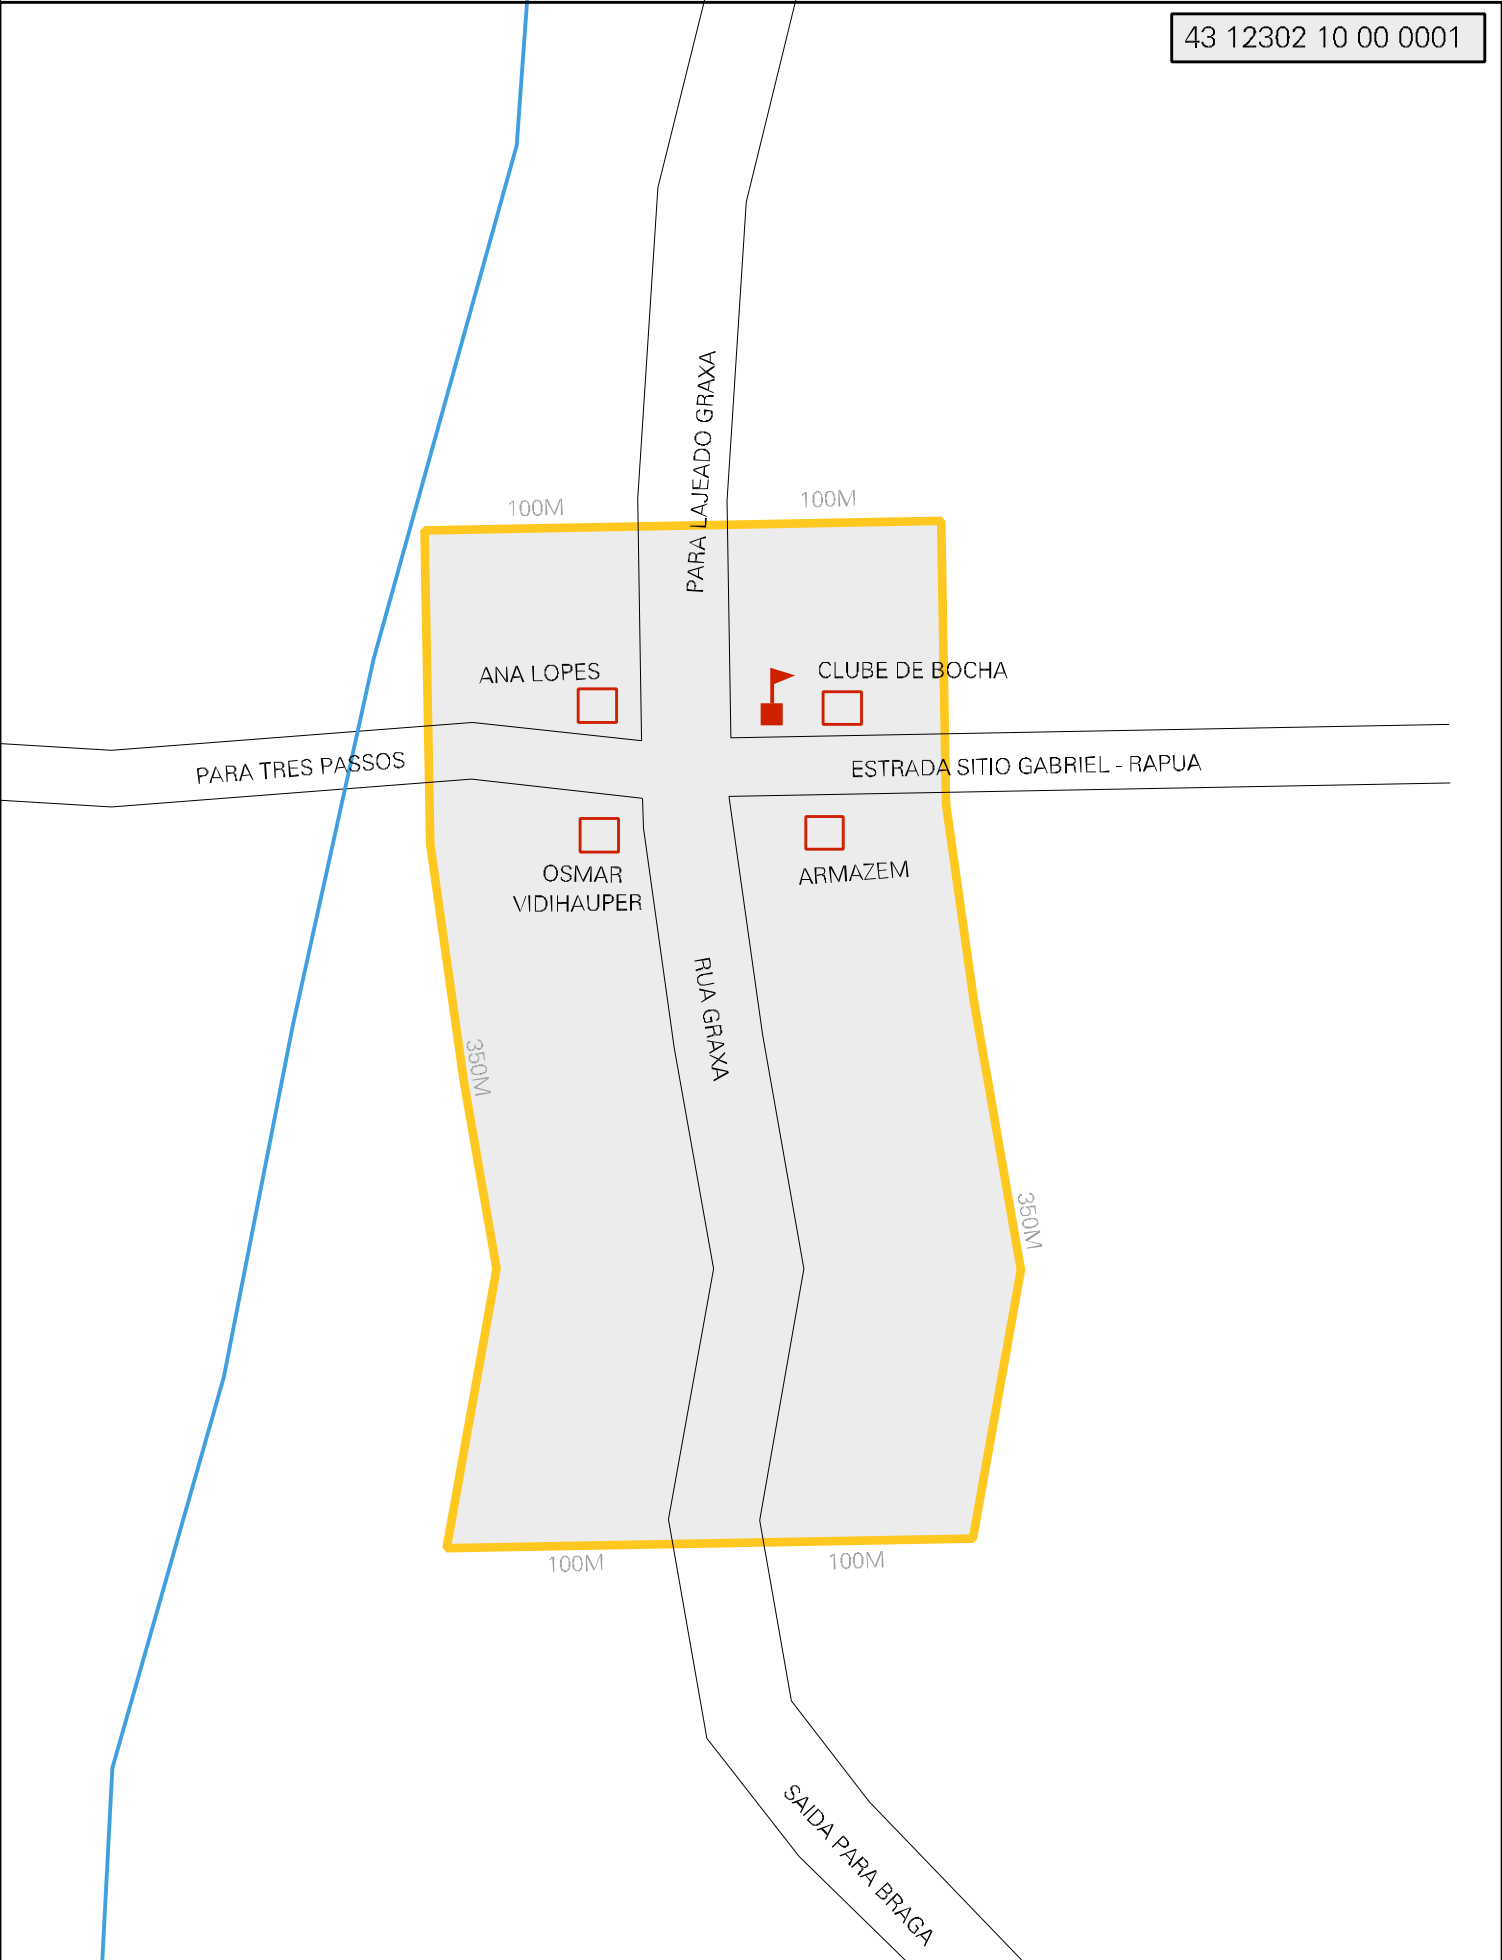 43 12302 10 00 0001
PARA LAJEADO GRAXA
100M
100M
ANA LOPES
CLUBE DE BOCHA
PARA TRES PASSOS
ESTRADA SITIO GABRIEL - RAPUA
OSMAR
VIDIHAUPER
ARMAZEM
RUA GRAXA
350M
350M
100M
100M
SAIDA PARA BRAGA